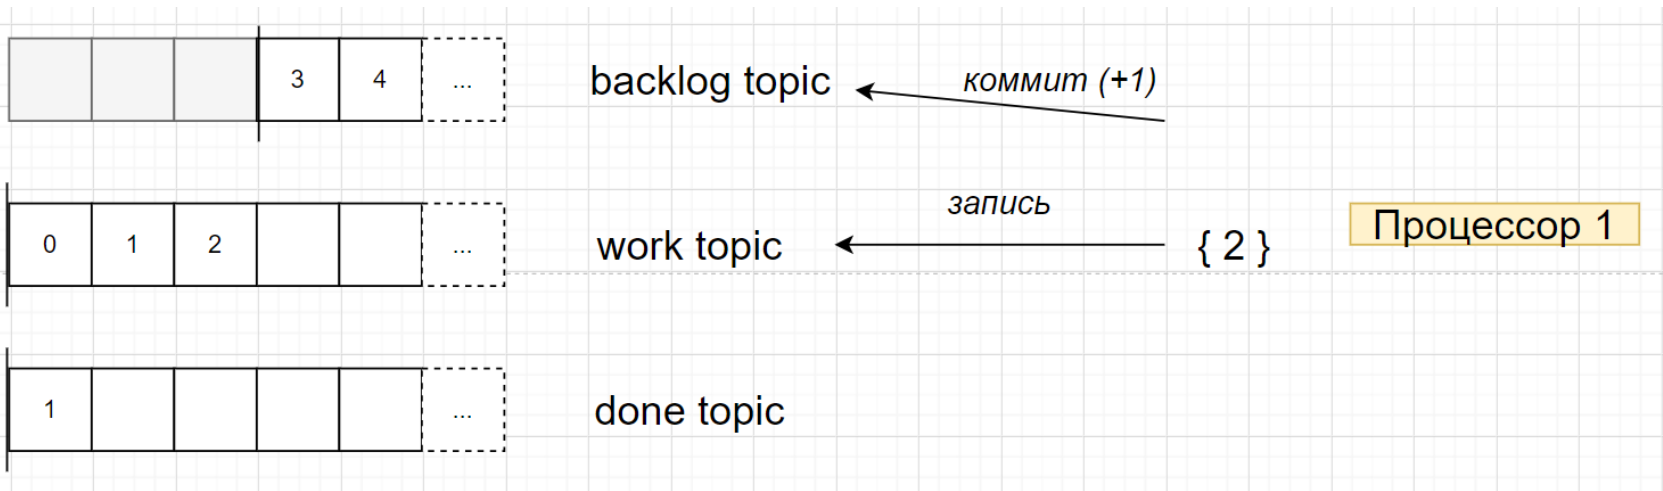 3 4 ... backlog topic коммит (+1)
0 1 2 ... work topic запись { 2 } Процессор 1
1 ... done topic